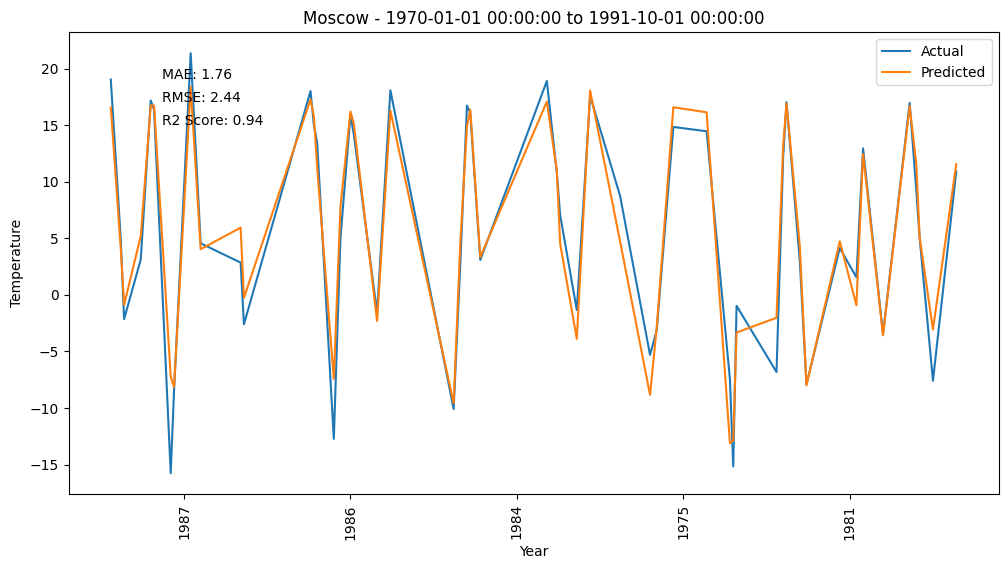 Moscow - 1970-01-01 00:00:00 to 1991-10-01 00:00:00
Actual
Predicted
MAE: 1.76
RMSE: 2.44
R2 Score: 0.94
Temperature
20
15
10
5
0
−5
−10
−15
1987
1986
1984
1975
1981
Year